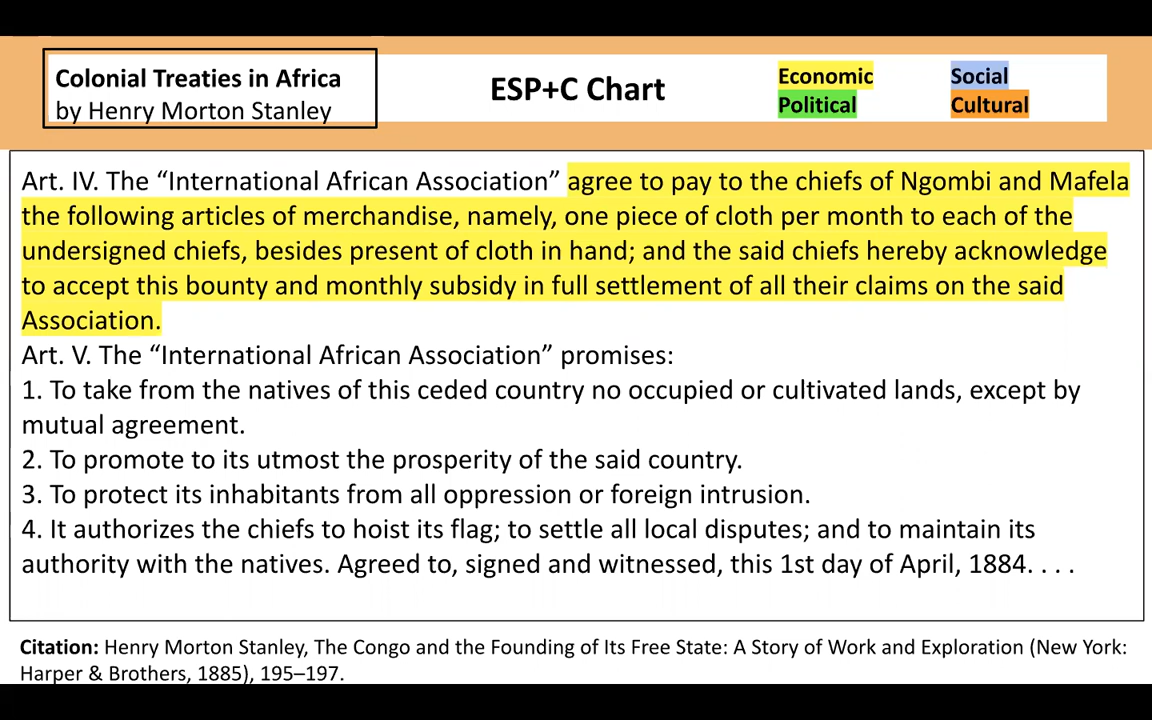 Colonial Treaties in Africa
by Henry Morton Stanley
ESP+C Chart
Economic
Political
Social
Cultural
Art. IV. The “International African Association” agree to pay to the chiefs of Ngombi and Mafela
the following articles of merchandise, namely, one piece of cloth per month to each of the
undersigned chiefs, besides present of cloth in hand; and the said chiefs hereby acknowledge
to accept this bounty and monthly subsidy in full settlement of all their claims on the said
Association.
Art. V. The “International African Association” promises:
1. To take from the natives of this ceded country no occupied or cultivated lands, except by
mutual agreement.
2. To promote to its utmost the prosperity of the said country.
3. To protect its inhabitants from all oppression or foreign intrusion.
4. It authorizes the chiefs to hoist its flag; to settle all local disputes; and to maintain its
authority with the natives. Agreed to, signed and witnessed, this 1st day of April, 1884. . . .
Citation: Henry Morton Stanley, The Congo and the Founding of Its Free State: A Story of Work and Exploration (New York:
Harper & Brothers, 1885), 195–197.